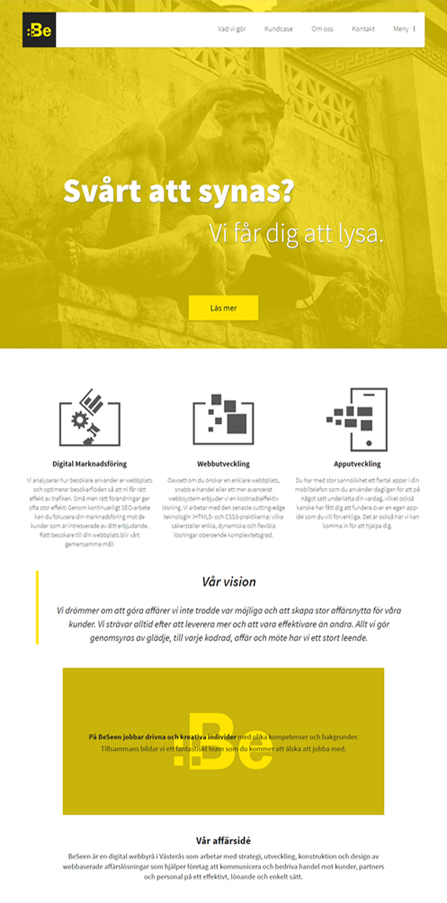 :Be
Vad vi gör Kundcase Om oss Kontakt Meny
Svårt att synas?
Vi får dig att lysa.
Läs mer
Digital Marknadsföring
Vi analyserar hur besökare använder er webbplats
och optimerar besökarflöden så att ni får rätt
effekt av trafiken. Små men rätt förändringar ger
ofta stor effekt! Genom kontinuerligt SEO-arbete
kan du fokusera din marknadsföring mot de
kunder som är intresserade av ditt erbjudande.
Rätt besökare till din webbplats blir vårt
gemensamma mål!
Webbutveckling
Oavsett om du önskar en enklare webbplats,
snabb e-handel eller ett mer avancerat
webbsystem erbjuder vi en kostnadseffektiv
lösning. Vi arbetar med den senaste cutting-edge
teknologin (HTML5- och CSS3-praktikerna) vilka
säkerställer enkla, dynamiska och flexibla
lösningar oberoende komplexitetsgrad.
Apputveckling
Du har med stor sannolikhet ett flertal appar i din
mobiltelefon som du använder dagligen för att på
något sätt underlätta din vardag, vilket också
kanske har fått dig att fundera över en egen app-
idé som du vill förverkliga. Det är också här vi kan
komma in för att hjälpa dig.
Vår vision
Vi drömmer om att göra affärer vi inte trodde var möjliga och att skapa stor affärsnytta för våra
kunder. Vi strävar alltid efter att leverera mer och att vara effektivare än andra. Allt vi gör
genomsyras av glädje, till varje kodrad, affär och möte har vi ett stort leende.
:Be
På BeSeen jobbar drivna och kreativa individer med olika kompetenser och bakgrunder.
Tillsammans bildar vi ett fantastiskt team som du kommer att älska att jobba med.
Vår affärsidé
BeSeen är en digital webbyrå i Västerås som arbetar med strategi, utveckling, konstruktion och design av
webbaserade affärslösningar som hjälper företag att kommunicera och bedriva handel mot kunder, partners
och personal på ett effektivt, lönande och enkelt sätt.